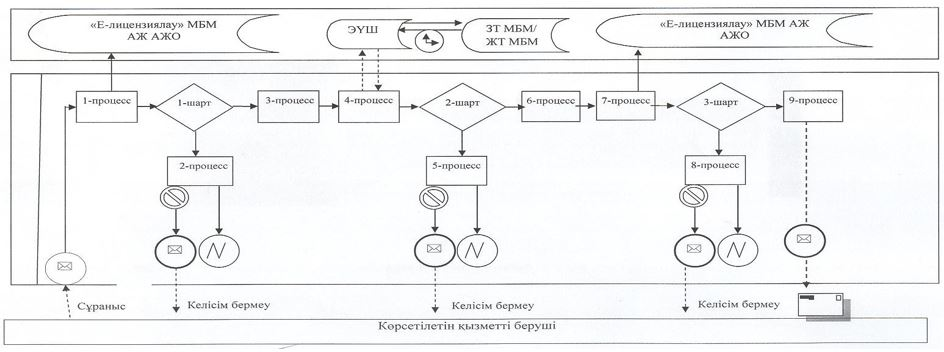 «Е-лицензиялау» МБМ
АЖ АЖО
ЭҮШ
ЗТ МБМ/
ЖТ МБМ
«Е-лицензиялау» МБМ АЖ
АЖО
1-процесс
1-шарт
3-процесс
4-процесс
2-шарт
6-процесс
7-процесс
3-шарт
9-процесс
2-процесс
5-процесс
8-процесс
Сұраныс
Келісім бермеу
Келісім бермеу
Келісім бермеу
Көрсетілетін қызметті беруші